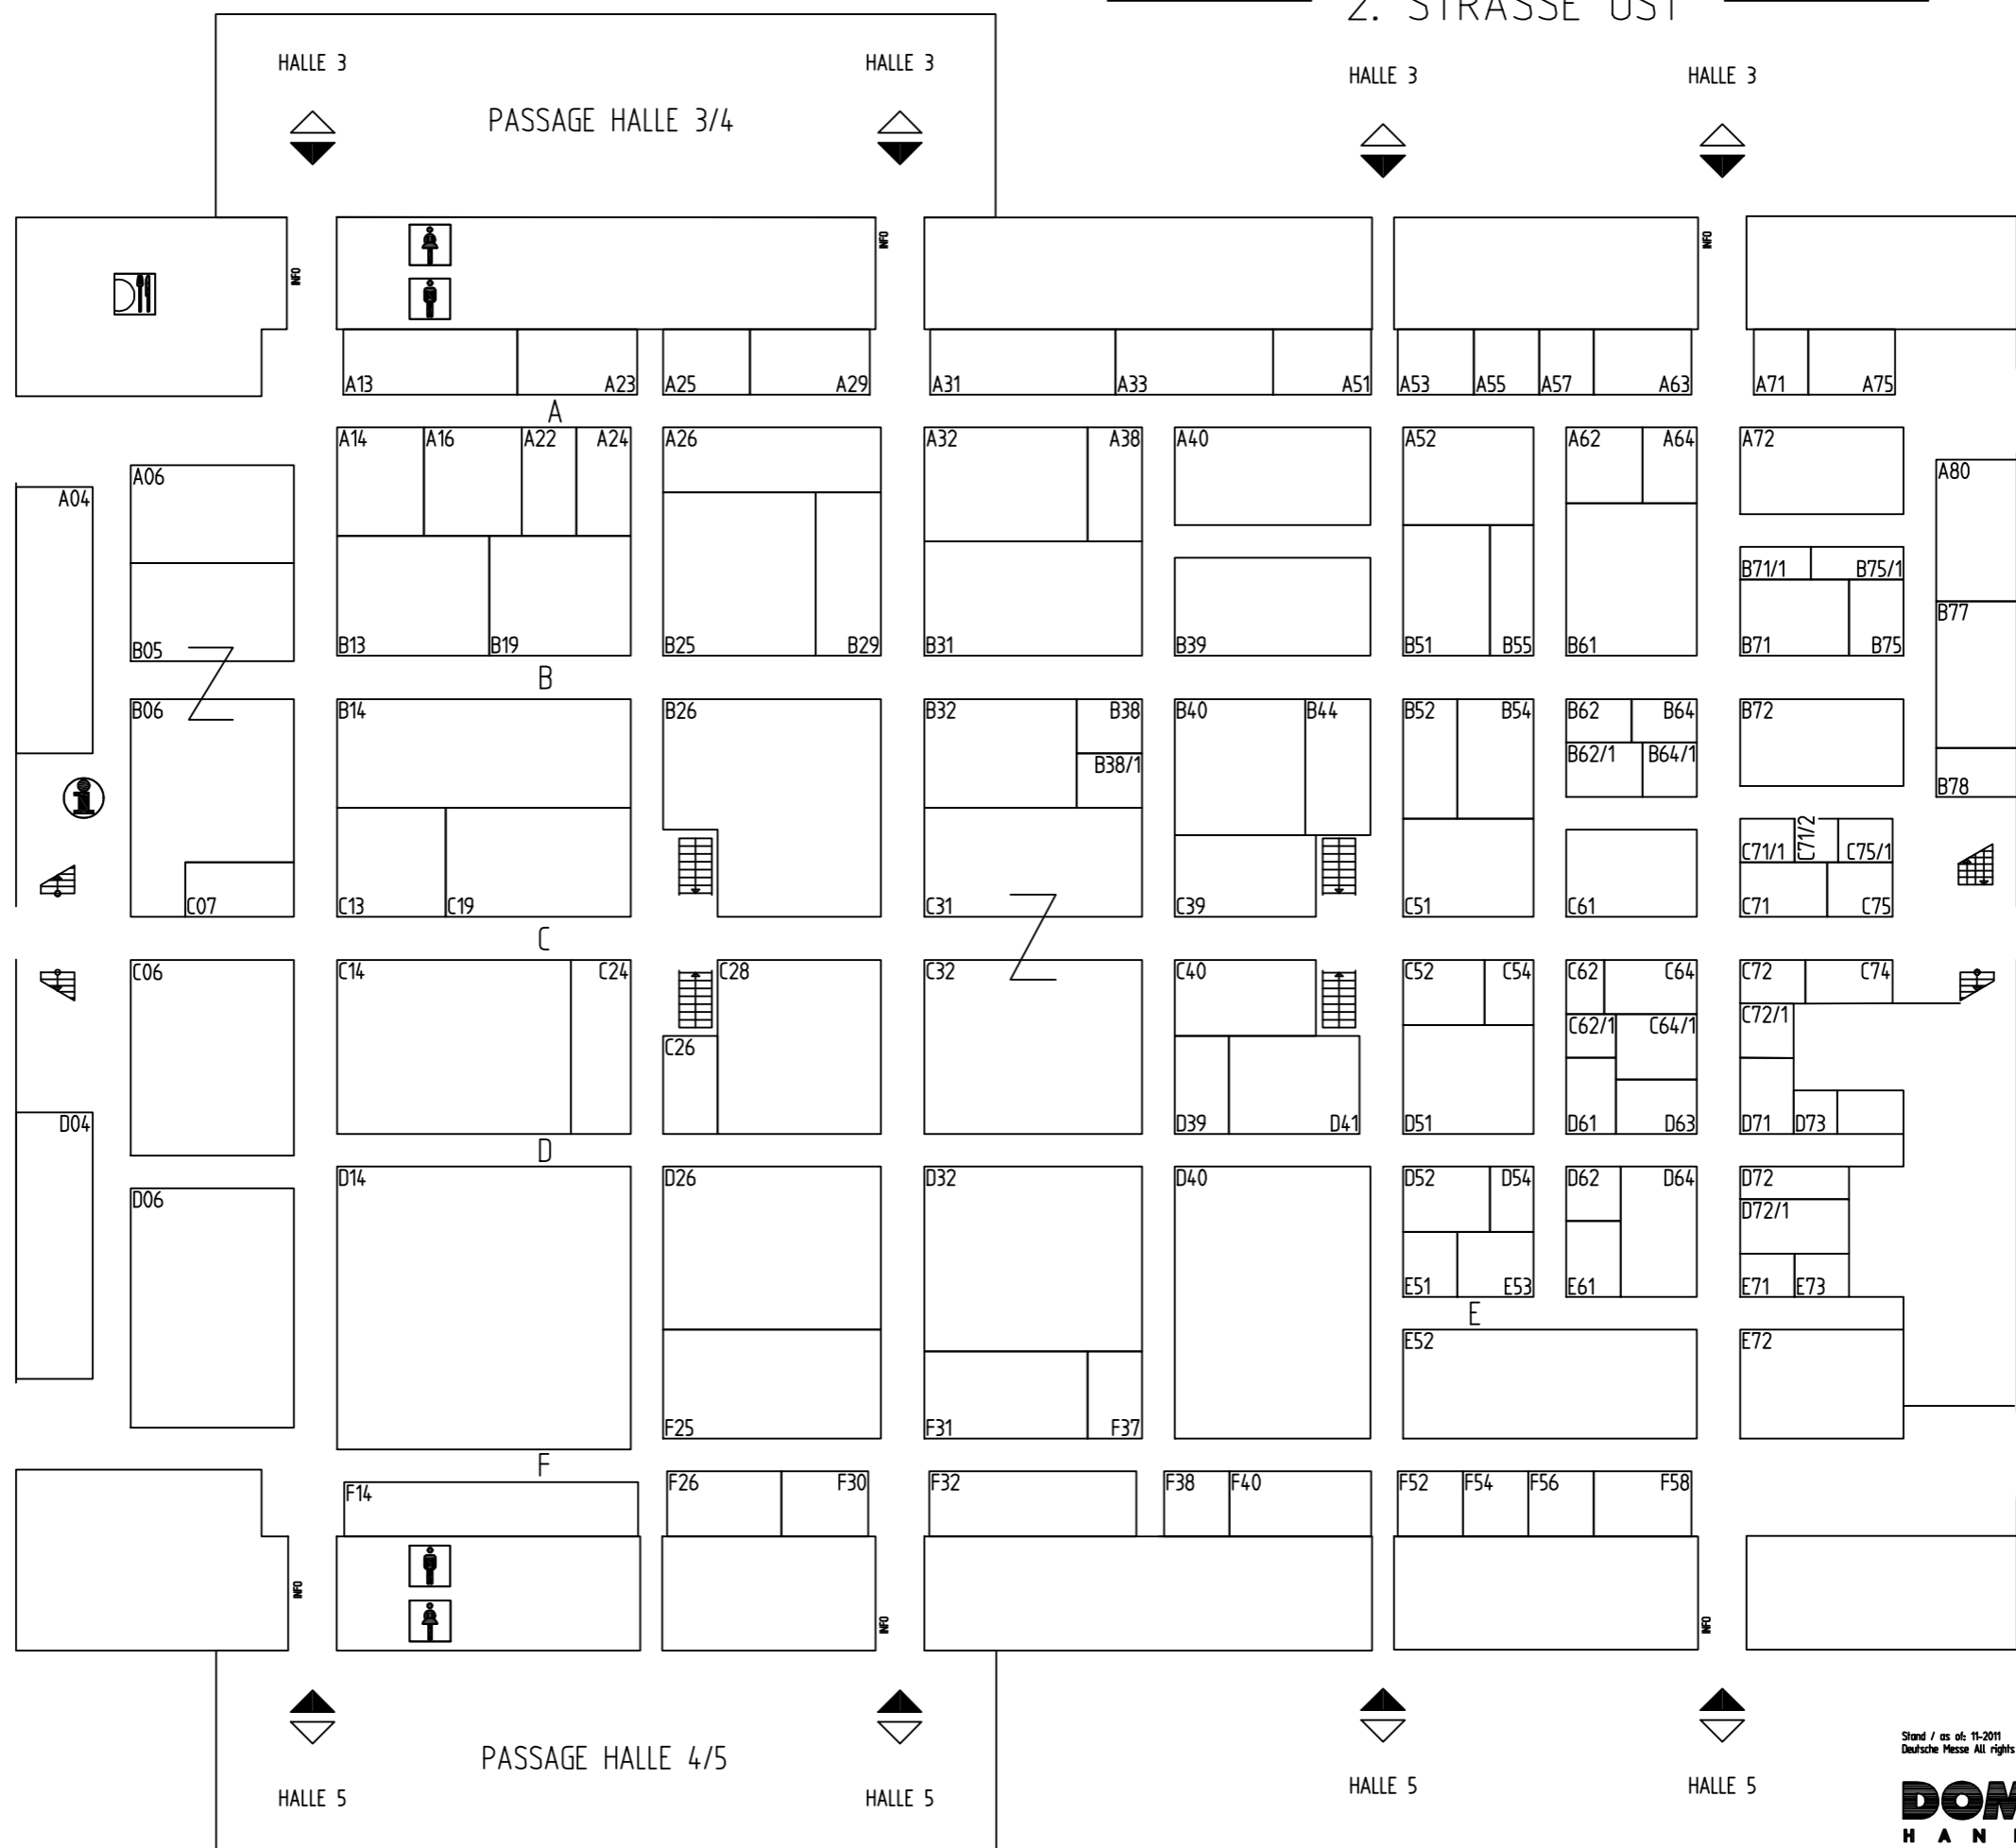 2. STRASSE OST
HALLE 3 HALLE 3 HALLE 3 HALLE 3
PASSAGE HALLE 3/4
INFO INFO INFO
A13 A23 A25 A29 A31 A33 A51 A53 A55 A57 A63 A71 A75
A
A14 A16 A22 A24 A26 A32 A38 A40 A52 A62 A64 A72
A04 A06 A80
B71/1 B75/1
B77
B05 B13 B19 B25 B29 B31 B39 B51 B55 B61 B71 B75
B
B06 B14 B26 B32 B38 B40 B44 B52 B54 B62 B64 B72
B38/1 B62/1 B64/1
B78
C71/1 C71/2 C75/1
C07 C13 C19 C31 C39 C51 C61 C71 C75
C
C06 C14 C24 C28 C32 C40 C52 C54 C62 C64 C72 C74
C26 C62/1 C64/1 C72/1
D04 D39 D41 D51 D61 D63 D71 D73
D
D06 D14 D26 D32 D40 D52 D54 D62 D64 D72
D72/1
E51 E53 E61 E71 E73
E
E52 E72
F25 F31 F37
F
F14 F26 F30 F32 F38 F40 F52 F54 F56 F58
INFO INFO INFO
PASSAGE HALLE 4/5
HALLE 5 HALLE 5 HALLE 5 HALLE 5
Stand / as of: 11-2011
Deutsche Messe All rights
DOM
HAN